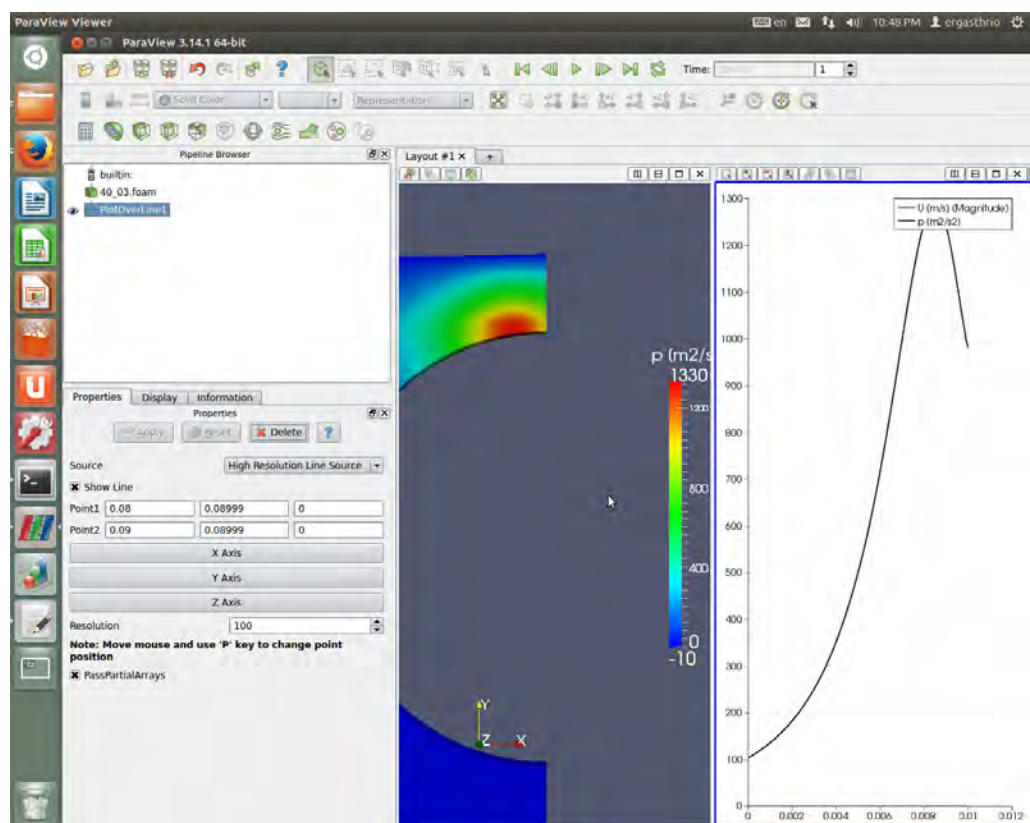 ParaView Viewer
en 10:48 PM ergasthrio
ParaView 3.14.1 64-bit
Time: 1
Solid Color Representation
Pipeline Browser
Layout #1 x +
builtin:
40_03.foam
PlotOverLine1
Properties Display Information
Properties
Apply Reset Delete ?
Source High Resolution Line Source
Show Line
Point1 0.08 0.08999 0
Point2 0.09 0.08999 0
X Axis
Y Axis
Z Axis
Resolution 100
Note: Move mouse and use 'P' key to change point
position
PassPartialArrays
p (m2/s
1330
1200
800
400
0
-10
Y
Z X
U (m/s) (Magnitude)
p (m2/s2)
1300
1200
1100
1000
900
800
700
600
500
400
300
200
100
0
0 0.002 0.004 0.006 0.008 0.01 0.012